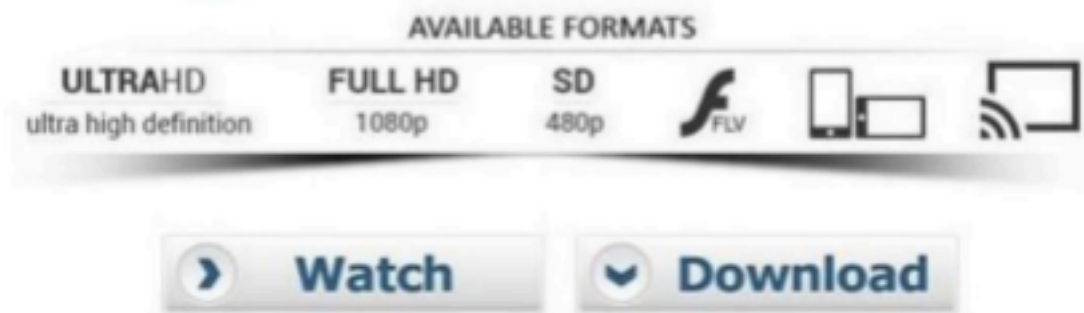 AVAILABLE FORMATS
ULTRAHD FULL HD SD
ultra high definition 1080p 480p FLV
Watch Download